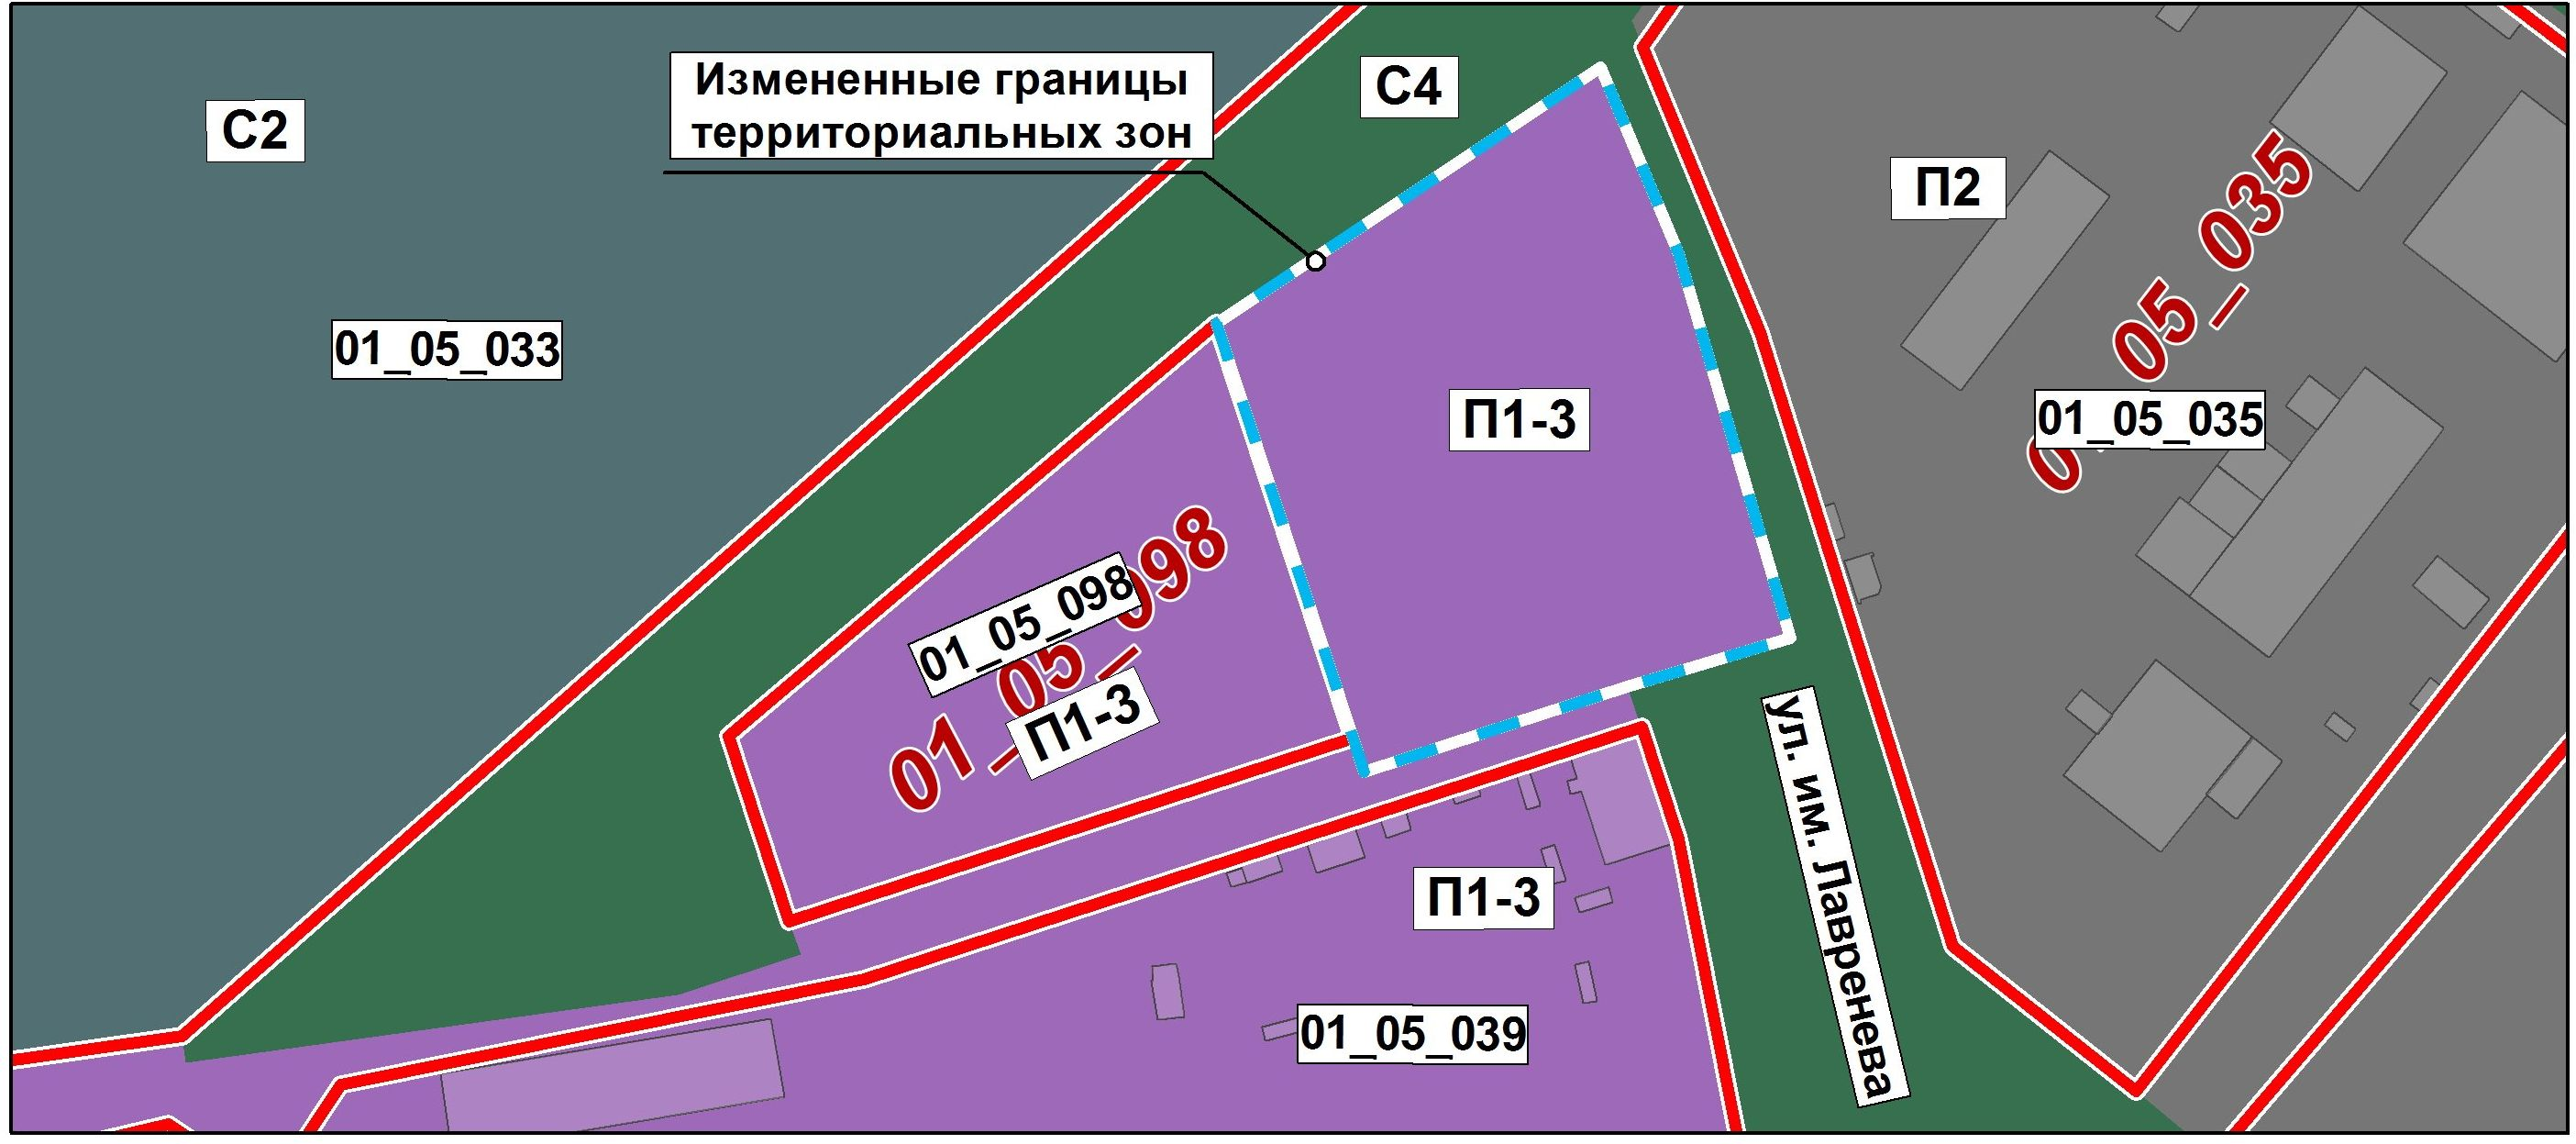 Измененные границы
территориальных зон
С4
С2
П2
01_05_035
01_05_033
П1-3
01_05_035
01_05_098
01_05_098
П1-3
П1-3
01_05_039
ул. им. Лавренева